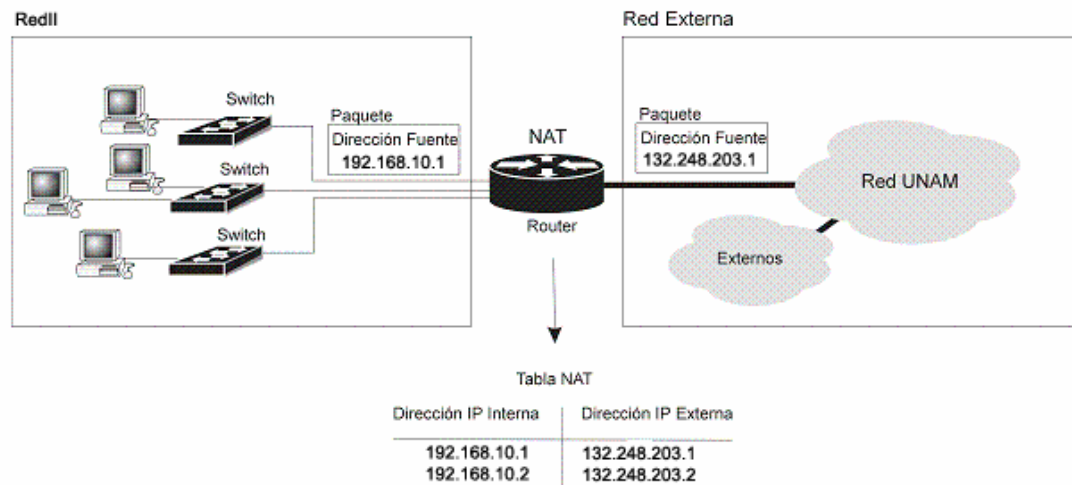 RedII
Red Externa
Switch
Paquete
Dirección Fuente
192.168.10.1
NAT
Paquete
Dirección Fuente
132.248.203.1
Switch
Red UNAM
Router
Switch
Externos
Tabla NAT
Dirección IP Interna Dirección IP Externa
192.168.10.1 132.248.203.1
192.168.10.2 132.248.203.2